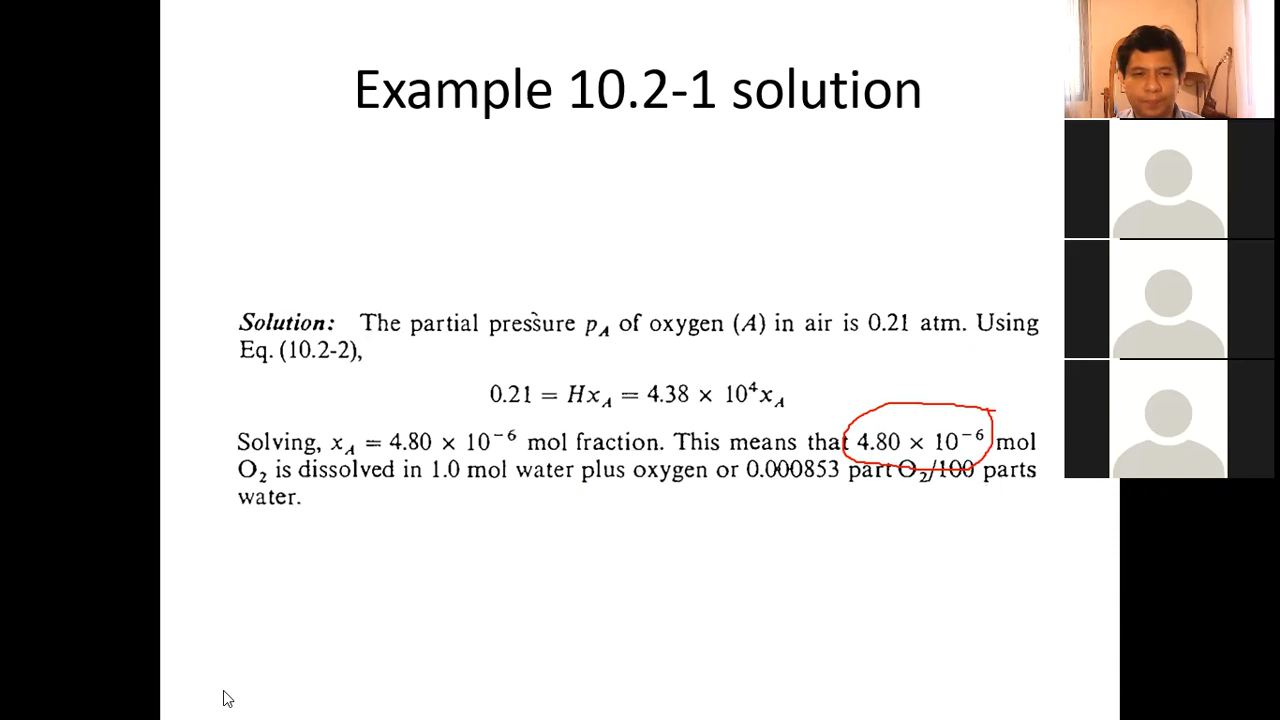 Example 10.2-1 solution
Solution: The partial pressure p_A of oxygen (A) in air is 0.21 atm. Using
Eq. (10.2-2),
0.21 = Hx_A = 4.38 × 10⁴x_A
Solving, x_A = 4.80 × 10⁻⁶ mol fraction. This means that 4.80 × 10⁻⁶ mol
O₂ is dissolved in 1.0 mol water plus oxygen or 0.000853 part O₂/100 parts
water.